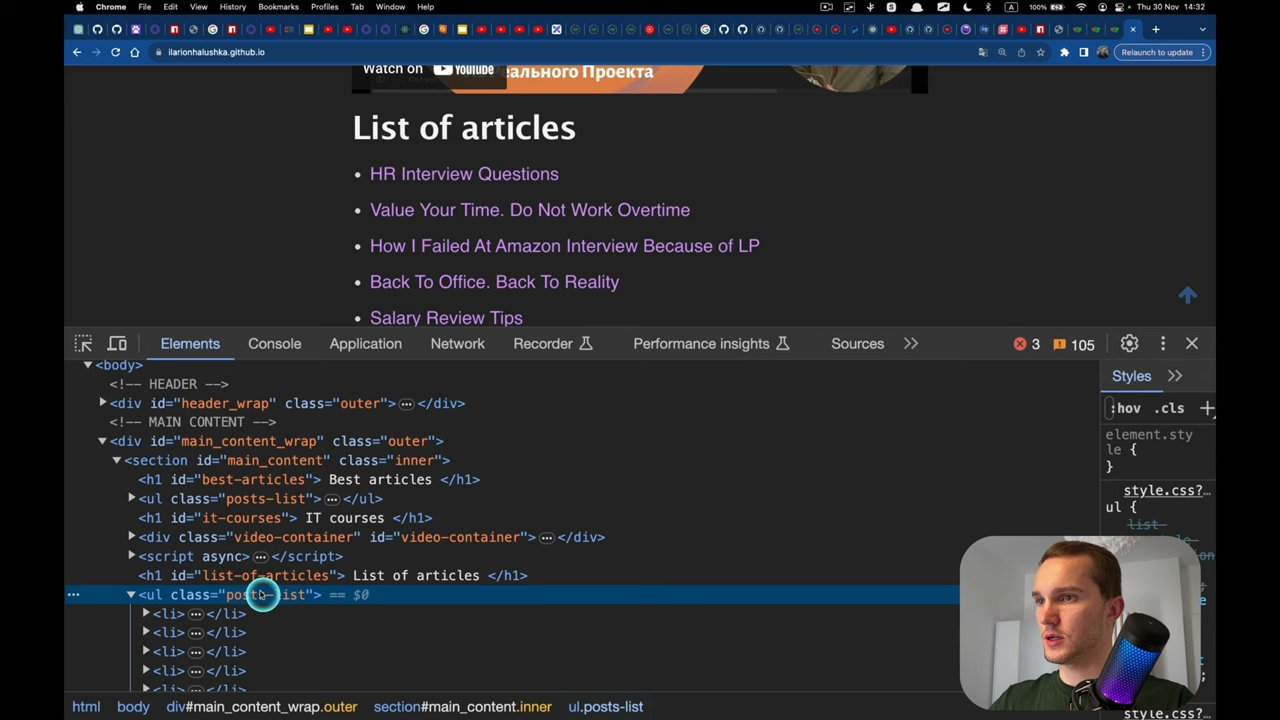 Chrome File Edit View History Bookmarks Profiles Tab Window Help 100% Thu 30 Nov 14:32
ilarionhalushka.github.io Relaunch to update
Watch on YouTube еального Проекта
List of articles
• HR Interview Questions
• Value Your Time. Do Not Work Overtime
• How I Failed At Amazon Interview Because of LP
• Back To Office. Back To Reality
• Salary Review Tips
Elements Console Application Network Recorder Performance insights Sources 3 105
<body>
<!-- HEADER -->
<div id="header_wrap" class="outer"> ⋯ </div>
<!-- MAIN CONTENT -->
<div id="main_content_wrap" class="outer">
<section id="main_content" class="inner">
<h1 id="best-articles"> Best articles </h1>
<ul class="posts-list"> ⋯ </ul>
<h1 id="it-courses"> IT courses </h1>
<div class="video-container" id="video-container"> ⋯ </div>
<script async> ⋯ </script>
<h1 id="list-of-articles"> List of articles </h1>
<ul class="posts-list"> == $0
<li> ⋯ </li>
<li> ⋯ </li>
<li> ⋯ </li>
<li> ⋯ </li>
<li> ⋯ </li>
html body div#main_content_wrap.outer section#main_content.inner ul.posts-list
Styles
:hov .cls +
element.sty
le {
}
style.css?…
ul {
list-
style.css?…